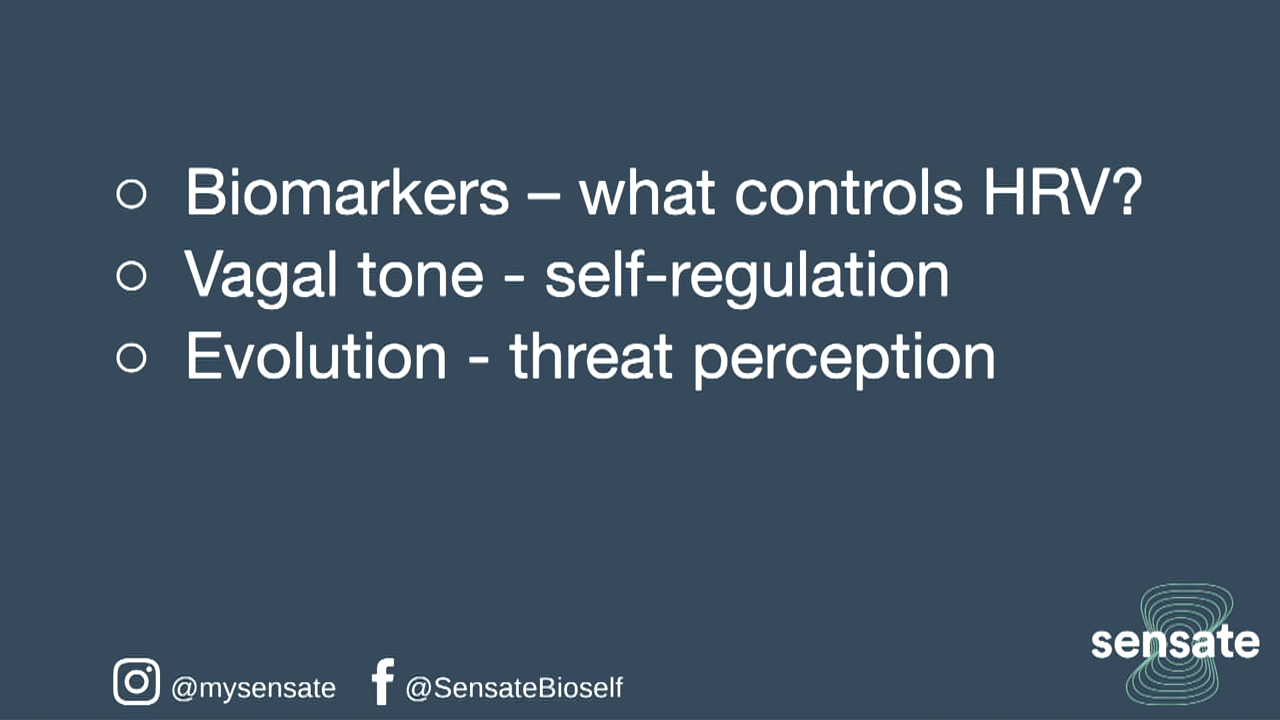 ○ Biomarkers – what controls HRV?
○ Vagal tone - self-regulation
○ Evolution - threat perception
@mysensate @SensateBioself
sensate